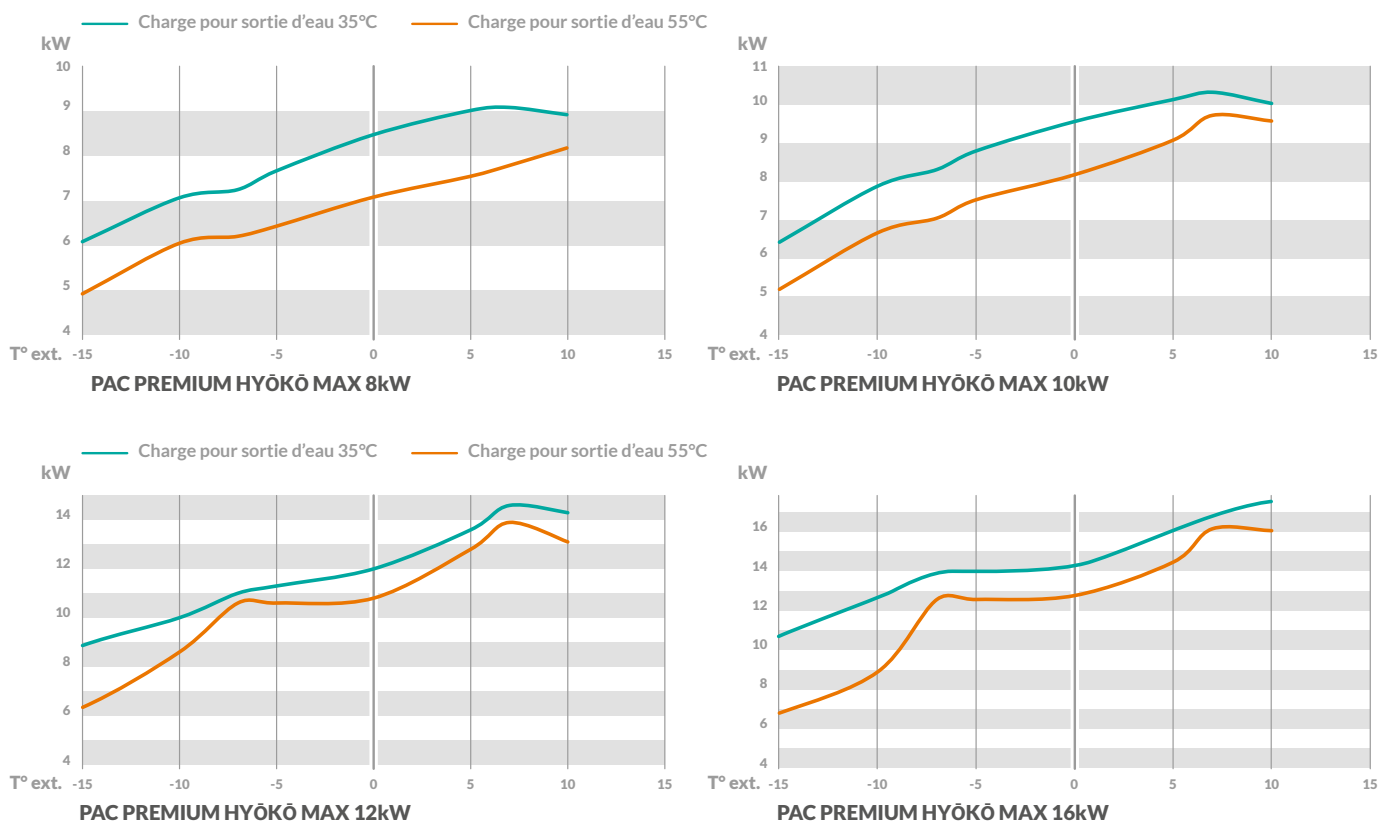 Charge pour sortie d'eau 35°C Charge pour sortie d'eau 55°C
kW
10
9
8
7
6
5
4
T° ext. -15 -10 -5 0 5 10 15
PAC PREMIUM HYŌKŌ MAX 8kW
kW
11
10
9
8
7
6
5
4
T° ext. -15 -10 -5 0 5 10 15
PAC PREMIUM HYŌKŌ MAX 10kW
Charge pour sortie d'eau 35°C Charge pour sortie d'eau 55°C
kW
14
12
10
8
6
4
T° ext. -15 -10 -5 0 5 10 15
PAC PREMIUM HYŌKŌ MAX 12kW
kW
16
14
12
10
8
6
4
T° ext. -15 -10 -5 0 5 10 15
PAC PREMIUM HYŌKŌ MAX 16kW